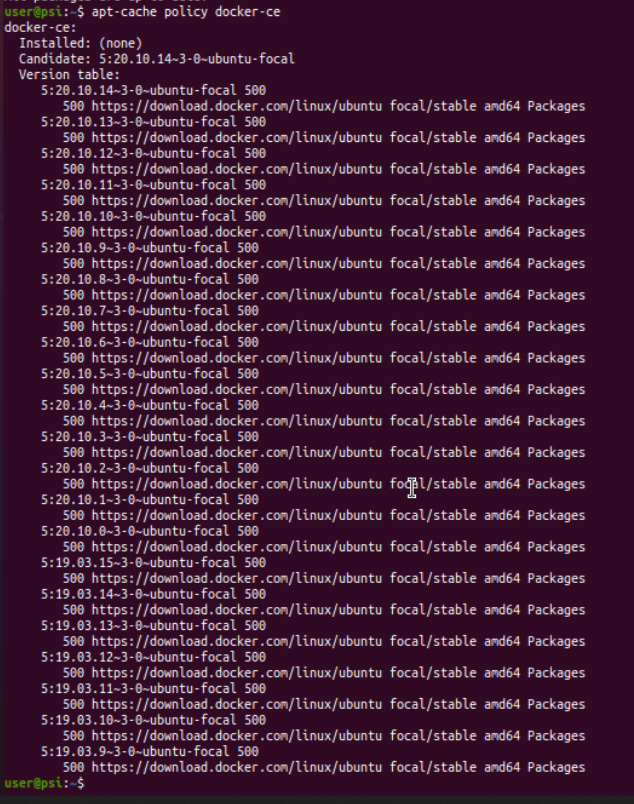 user@psi:~$ apt-cache policy docker-ce
docker-ce:
  Installed: (none)
  Candidate: 5:20.10.14~3-0~ubuntu-focal
  Version table:
     5:20.10.14~3-0~ubuntu-focal 500
        500 https://download.docker.com/linux/ubuntu focal/stable amd64 Packages
     5:20.10.13~3-0~ubuntu-focal 500
        500 https://download.docker.com/linux/ubuntu focal/stable amd64 Packages
     5:20.10.12~3-0~ubuntu-focal 500
        500 https://download.docker.com/linux/ubuntu focal/stable amd64 Packages
     5:20.10.11~3-0~ubuntu-focal 500
        500 https://download.docker.com/linux/ubuntu focal/stable amd64 Packages
     5:20.10.10~3-0~ubuntu-focal 500
        500 https://download.docker.com/linux/ubuntu focal/stable amd64 Packages
     5:20.10.9~3-0~ubuntu-focal 500
        500 https://download.docker.com/linux/ubuntu focal/stable amd64 Packages
     5:20.10.8~3-0~ubuntu-focal 500
        500 https://download.docker.com/linux/ubuntu focal/stable amd64 Packages
     5:20.10.7~3-0~ubuntu-focal 500
        500 https://download.docker.com/linux/ubuntu focal/stable amd64 Packages
     5:20.10.6~3-0~ubuntu-focal 500
        500 https://download.docker.com/linux/ubuntu focal/stable amd64 Packages
     5:20.10.5~3-0~ubuntu-focal 500
        500 https://download.docker.com/linux/ubuntu focal/stable amd64 Packages
     5:20.10.4~3-0~ubuntu-focal 500
        500 https://download.docker.com/linux/ubuntu focal/stable amd64 Packages
     5:20.10.3~3-0~ubuntu-focal 500
        500 https://download.docker.com/linux/ubuntu focal/stable amd64 Packages
     5:20.10.2~3-0~ubuntu-focal 500
        500 https://download.docker.com/linux/ubuntu focal/stable amd64 Packages
     5:20.10.1~3-0~ubuntu-focal 500
        500 https://download.docker.com/linux/ubuntu focal/stable amd64 Packages
     5:20.10.0~3-0~ubuntu-focal 500
        500 https://download.docker.com/linux/ubuntu focal/stable amd64 Packages
     5:19.03.15~3-0~ubuntu-focal 500
        500 https://download.docker.com/linux/ubuntu focal/stable amd64 Packages
     5:19.03.14~3-0~ubuntu-focal 500
        500 https://download.docker.com/linux/ubuntu focal/stable amd64 Packages
     5:19.03.13~3-0~ubuntu-focal 500
        500 https://download.docker.com/linux/ubuntu focal/stable amd64 Packages
     5:19.03.12~3-0~ubuntu-focal 500
        500 https://download.docker.com/linux/ubuntu focal/stable amd64 Packages
     5:19.03.11~3-0~ubuntu-focal 500
        500 https://download.docker.com/linux/ubuntu focal/stable amd64 Packages
     5:19.03.10~3-0~ubuntu-focal 500
        500 https://download.docker.com/linux/ubuntu focal/stable amd64 Packages
     5:19.03.9~3-0~ubuntu-focal 500
        500 https://download.docker.com/linux/ubuntu focal/stable amd64 Packages
user@psi:~$